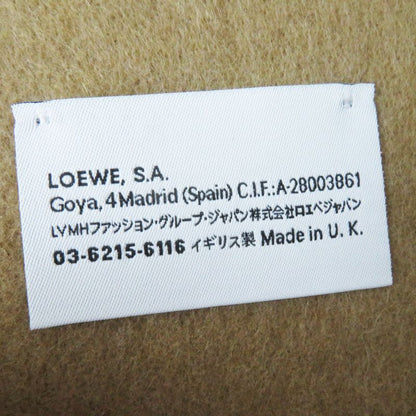 LOEWE, S.A.
Goya, 4 Madrid (Spain) C.I.F.:A-28003861
LVMHファッション・グループ・ジャパン株式会社ロエベジャパン
03-6215-6116 イギリス製 Made in U. K.